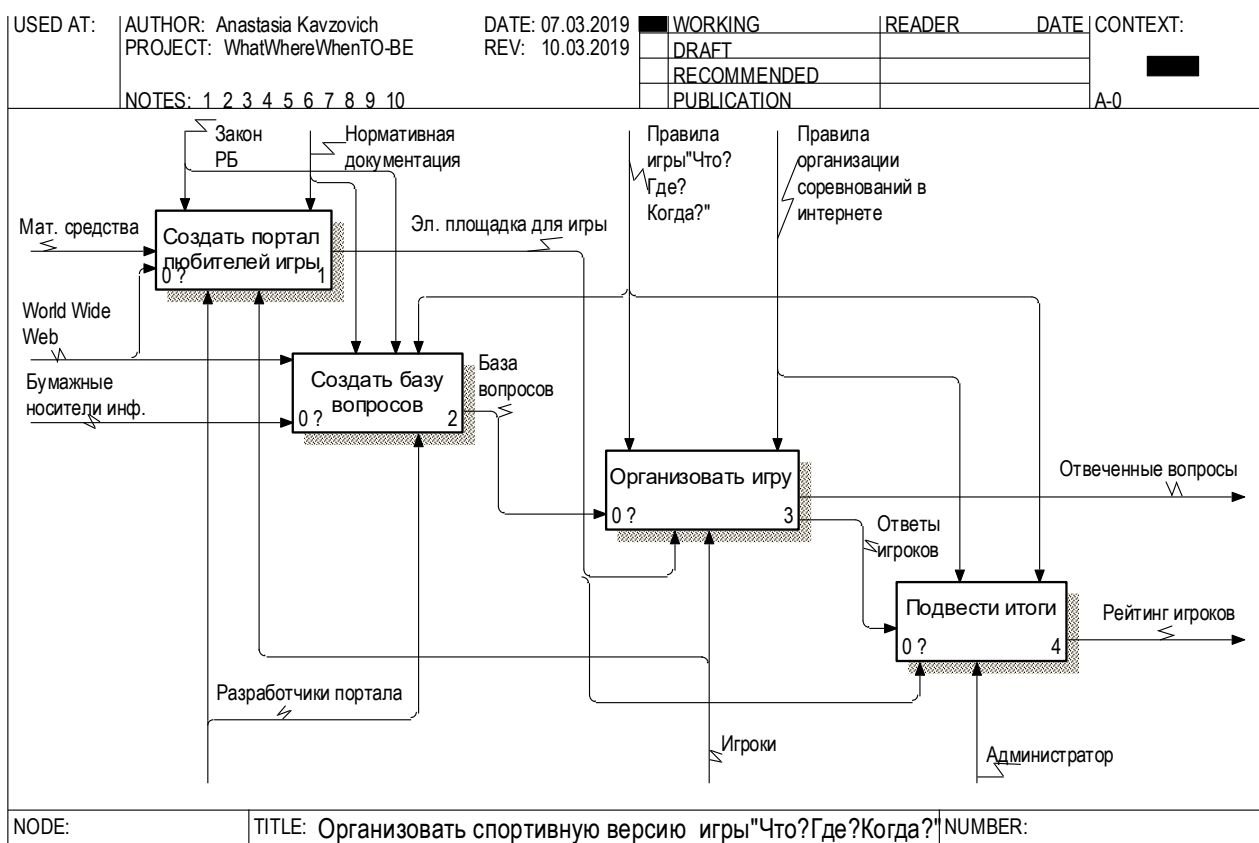 USED AT:
AUTHOR: Anastasia Kavzovich
DATE: 07.03.2019
PROJECT: WhatWhereWhenTO-BE
REV: 10.03.2019
NOTES: 1 2 3 4 5 6 7 8 9 10
WORKING
DRAFT
RECOMMENDED
PUBLICATION
READER
DATE
CONTEXT:
A-0
Закон
РБ
Нормативная
документация
Правила
игры"Что?
Где?
Когда?"
Правила
организации
соревнований в
интернете
Мат. средства
Создать портал
любителей игры
0 ?
1
Эл. площадка для игры
World Wide
Web
Бумажные
носители инф.
Создать базу
вопросов
0 ?
2
База
вопросов
Организовать игру
0 ?
3
Отвеченные вопросы
Ответы
игроков
Подвести итоги
0 ?
4
Рейтинг игроков
Разработчики портала
Игроки
Администратор
NODE:
TITLE: Организовать спортивную версию игры"Что?Где?Когда?"
NUMBER: